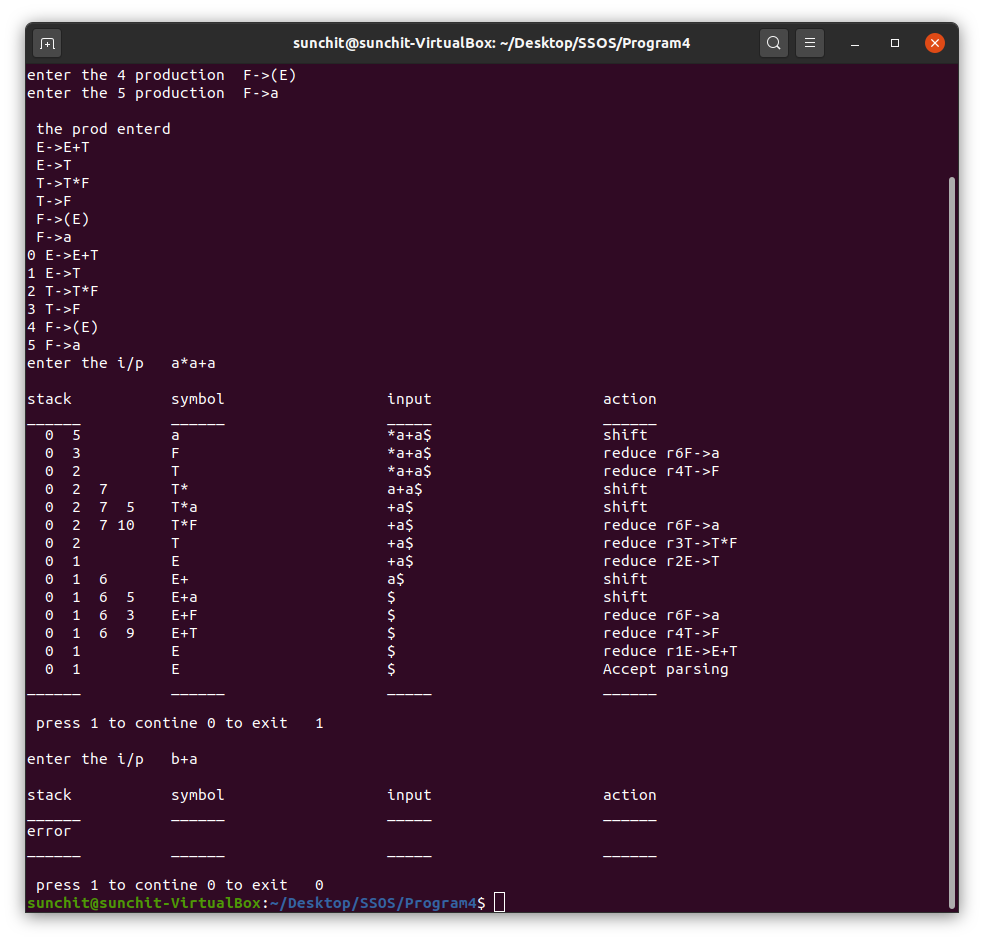 sunchit@sunchit-VirtualBox: ~/Desktop/SSOS/Program4
enter the 4 production  F->(E)
enter the 5 production  F->a
the prod enterd
E->E+T
E->T
T->T*F
T->F
F->(E)
F->a
0 E->E+T
1 E->T
2 T->T*F
3 T->F
4 F->(E)
5 F->a
enter the i/p   a*a+a
stack           symbol                  input                   action
______          ______                  _____                   ______
  0  5          a                       *a+a$                   shift
  0  3          F                       *a+a$                   reduce r6F->a
  0  2          T                       *a+a$                   reduce r4T->F
  0  2  7       T*                      a+a$                    shift
  0  2  7  5    T*a                     +a$                     shift
  0  2  7 10    T*F                     +a$                     reduce r6F->a
  0  2          T                       +a$                     reduce r3T->T*F
  0  1          E                       +a$                     reduce r2E->T
  0  1  6       E+                      a$                      shift
  0  1  6  5    E+a                     $                       shift
  0  1  6  3    E+F                     $                       reduce r6F->a
  0  1  6  9    E+T                     $                       reduce r4T->F
  0  1          E                       $                       reduce r1E->E+T
  0  1          E                       $                       Accept parsing
______          ______                  _____                   ______
press 1 to contine 0 to exit   1
enter the i/p   b+a
stack           symbol                  input                   action
______          ______                  _____                   ______
error
______          ______                  _____                   ______
press 1 to contine 0 to exit   0
sunchit@sunchit-VirtualBox:~/Desktop/SSOS/Program4$